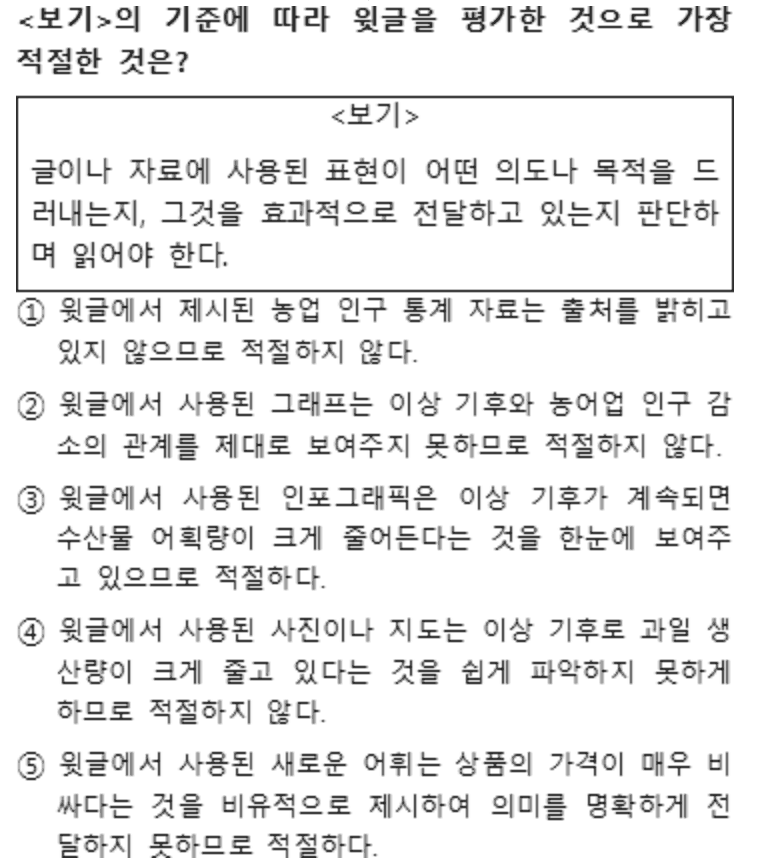 <보기>의 기준에 따라 윗글을 평가한 것으로 가장
적절한 것은?
<보기>
글이나 자료에 사용된 표현이 어떤 의도나 목적을 드
러내는지, 그것을 효과적으로 전달하고 있는지 판단하
며 읽어야 한다.
① 윗글에서 제시된 농업 인구 통계 자료는 출처를 밝히고
있지 않으므로 적절하지 않다.
② 윗글에서 사용된 그래프는 이상 기후와 농어업 인구 감
소의 관계를 제대로 보여주지 못하므로 적절하지 않다.
③ 윗글에서 사용된 인포그래픽은 이상 기후가 계속되면
수산물 어획량이 크게 줄어든다는 것을 한눈에 보여주
고 있으므로 적절하다.
④ 윗글에서 사용된 사진이나 지도는 이상 기후로 과일 생
산량이 크게 줄고 있다는 것을 쉽게 파악하지 못하게
하므로 적절하지 않다.
⑤ 윗글에서 사용된 새로운 어휘는 상품의 가격이 매우 비
싸다는 것을 비유적으로 제시하여 의미를 명확하게 전
달하지 못하므로 적절하다.